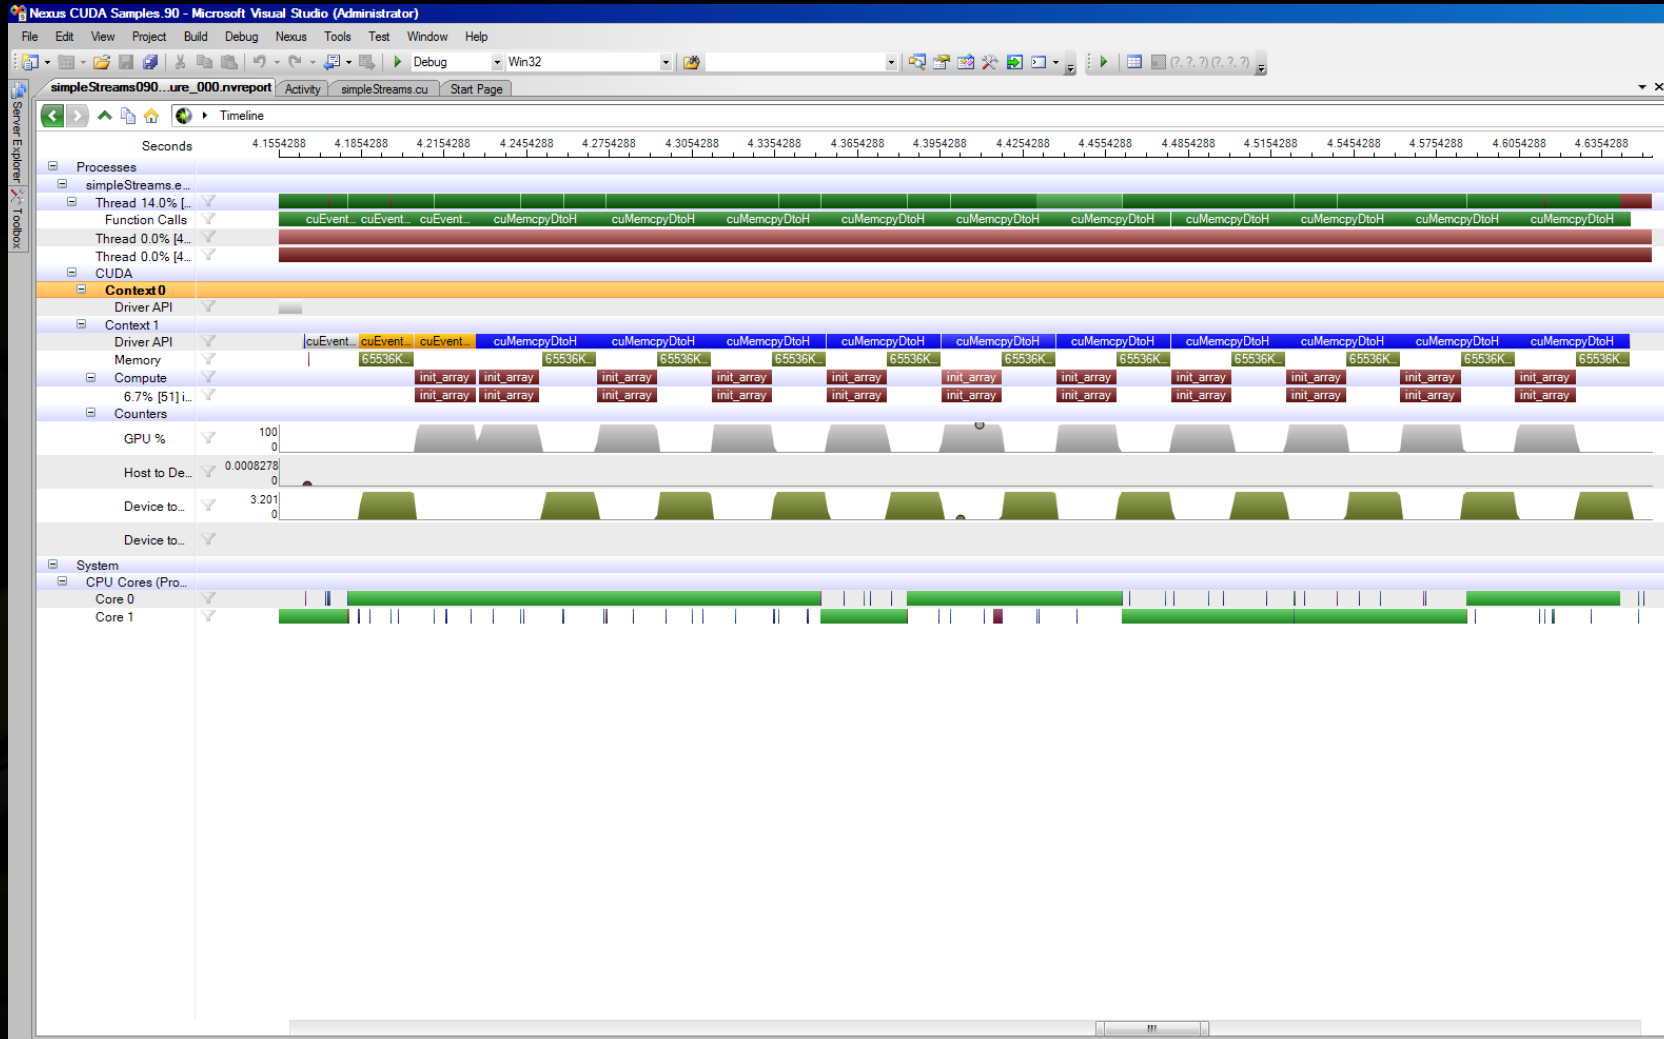 Nexus CUDA Samples.90 - Microsoft Visual Studio (Administrator)
File Edit View Project Build Debug Nexus Tools Test Window Help
Debug Win32 (?, ?, ?) (?, ?, ?)
simpleStreams090...ure_000.nvreport Activity simpleStreams.cu Start Page
Server Explorer
Toolbox
Timeline
Seconds 4.1554288 4.1854288 4.2154288 4.2454288 4.2754288 4.3054288 4.3354288 4.3654288 4.3954288 4.4254288 4.4554288 4.4854288 4.5154288 4.5454288 4.5754288 4.6054288 4.6354288
Processes
simpleStreams.e...
Thread 14.0% [...
Function Calls cuEvent... cuEvent... cuEvent... cuMemcpyDtoH cuMemcpyDtoH cuMemcpyDtoH cuMemcpyDtoH cuMemcpyDtoH cuMemcpyDtoH cuMemcpyDtoH cuMemcpyDtoH cuMemcpyDtoH cuMemcpyDtoH
Thread 0.0% [4...
Thread 0.0% [4...
CUDA
Context 0
Driver API
Context 1
Driver API cuEvent... cuEvent... cuEvent... cuMemcpyDtoH cuMemcpyDtoH cuMemcpyDtoH cuMemcpyDtoH cuMemcpyDtoH cuMemcpyDtoH cuMemcpyDtoH cuMemcpyDtoH cuMemcpyDtoH cuMemcpyDtoH
Memory 65536K... 65536K... 65536K... 65536K... 65536K... 65536K... 65536K... 65536K... 65536K... 65536K... 65536K...
Compute init_array init_array init_array init_array init_array init_array init_array init_array init_array init_array init_array
6.7% [51] i... init_array init_array init_array init_array init_array init_array init_array init_array init_array init_array init_array
Counters
GPU % 100
0
Host to De... 0.0008278
0
Device to... 3.201
0
Device to...
System
CPU Cores (Pro...
Core 0
Core 1